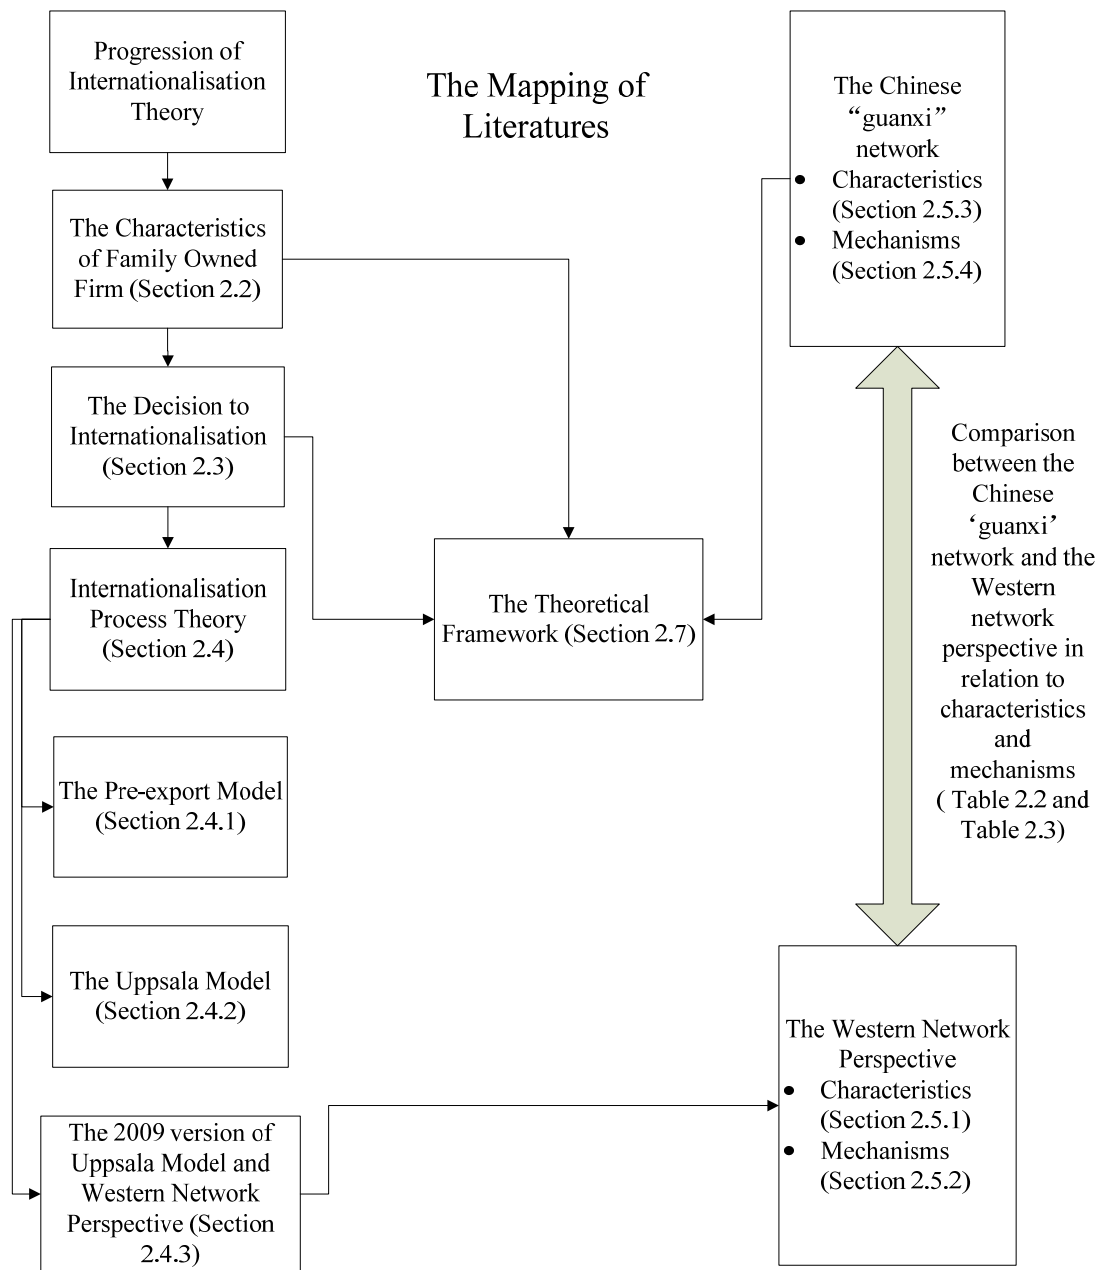 Progression of
Internationalisation
Theory
The Mapping of
Literatures
The Chinese
“guanxi”
network
• Characteristics
(Section 2.5.3)
• Mechanisms
(Section 2.5.4)
The Characteristics
of Family Owned
Firm (Section 2.2)
The Decision to
Internationalisation
(Section 2.3)
Internationalisation
Process Theory
(Section 2.4)
The Theoretical
Framework (Section 2.7)
Comparison
between the
Chinese
‘guanxi’
network and the
Western
network
perspective in
relation to
characteristics
and
mechanisms
( Table 2.2 and
Table 2.3)
The Pre-export Model
(Section 2.4.1)
The Uppsala Model
(Section 2.4.2)
The 2009 version of
Uppsala Model and
Western Network
Perspective (Section
2.4.3)
The Western Network
Perspective
• Characteristics
(Section 2.5.1)
• Mechanisms
(Section 2.5.2)